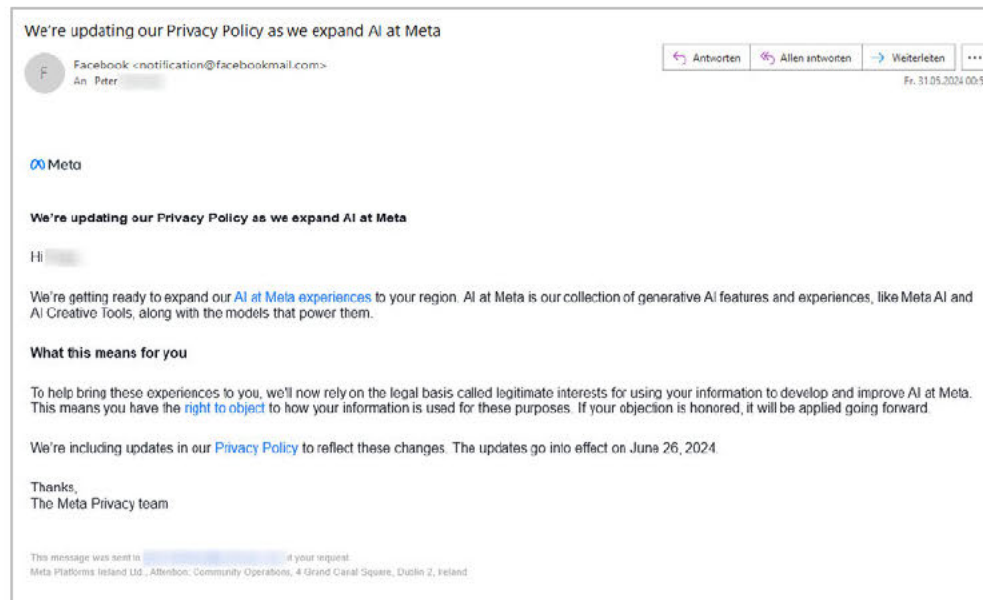 We're updating our Privacy Policy as we expand AI at Meta
F
Facebook <notification@facebookmail.com>
An Peter
Antworten
Allen antworten
Weiterleiten
...
Fr. 31.05.2024
Meta
We're updating our Privacy Policy as we expand AI at Meta
Hi
We're getting ready to expand our AI at Meta experiences to your region. AI at Meta is our collection of generative AI features and experiences, like Meta AI and
AI Creative Tools, along with the models that power them.
What this means for you
To help bring these experiences to you, we'll now rely on the legal basis called legitimate interests for using your information to develop and improve AI at Meta.
This means you have the right to object to how your information is used for these purposes. If your objection is honored, it will be applied going forward.
We're including updates in our Privacy Policy to reflect these changes. The updates go into effect on June 26, 2024.
Thanks,
The Meta Privacy team
This message was sent to at your request.
Meta Platforms Ireland Ltd., Attention: Community Operations, 4 Grand Canal Square, Dublin 2, Ireland